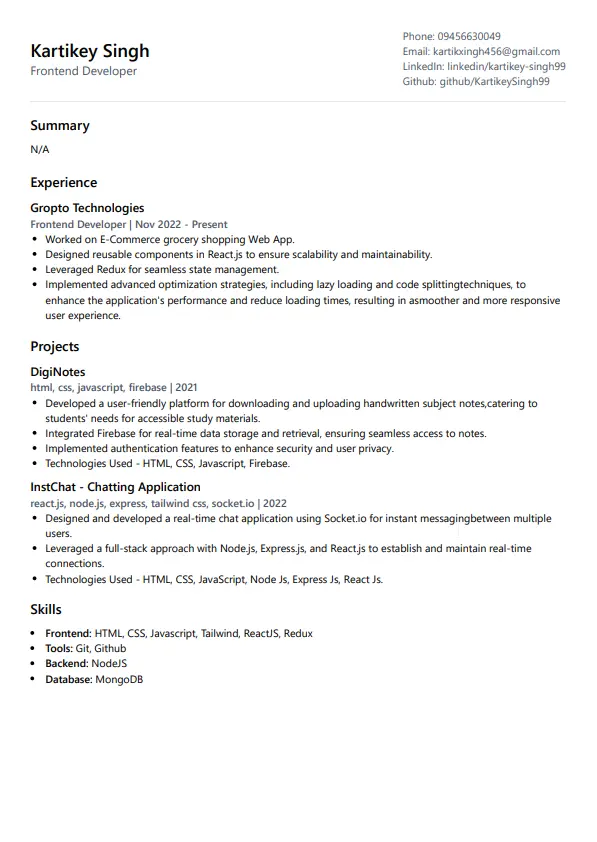 Kartikey Singh
Frontend Developer
Phone: 09456630049
Email: kartikxingh456@gmail.com
LinkedIn: linkedin/kartikey-singh99
Github: github/KartikeySingh99
Summary
N/A
Experience
Gropto Technologies
Frontend Developer | Nov 2022 - Present
• Worked on E-Commerce grocery shopping Web App.
• Designed reusable components in React.js to ensure scalability and maintainability.
• Leveraged Redux for seamless state management.
• Implemented advanced optimization strategies, including lazy loading and code splittingtechniques, to
enhance the application's performance and reduce loading times, resulting in asmoother and more responsive
user experience.
Projects
DigiNotes
html, css, javascript, firebase | 2021
• Developed a user-friendly platform for downloading and uploading handwritten subject notes,catering to
students' needs for accessible study materials.
• Integrated Firebase for real-time data storage and retrieval, ensuring seamless access to notes.
• Implemented authentication features to enhance security and user privacy.
• Technologies Used - HTML, CSS, Javascript, Firebase.
InstChat - Chatting Application
react.js, node.js, express, tailwind css, socket.io | 2022
• Designed and developed a real-time chat application using Socket.io for instant messagingbetween multiple
users.
• Leveraged a full-stack approach with Node.js, Express.js, and React.js to establish and maintain real-time
connections.
• Technologies Used - HTML, CSS, JavaScript, Node Js, Express Js, React Js.
Skills
• Frontend: HTML, CSS, Javascript, Tailwind, ReactJS, Redux
• Tools: Git, Github
• Backend: NodeJS
• Database: MongoDB